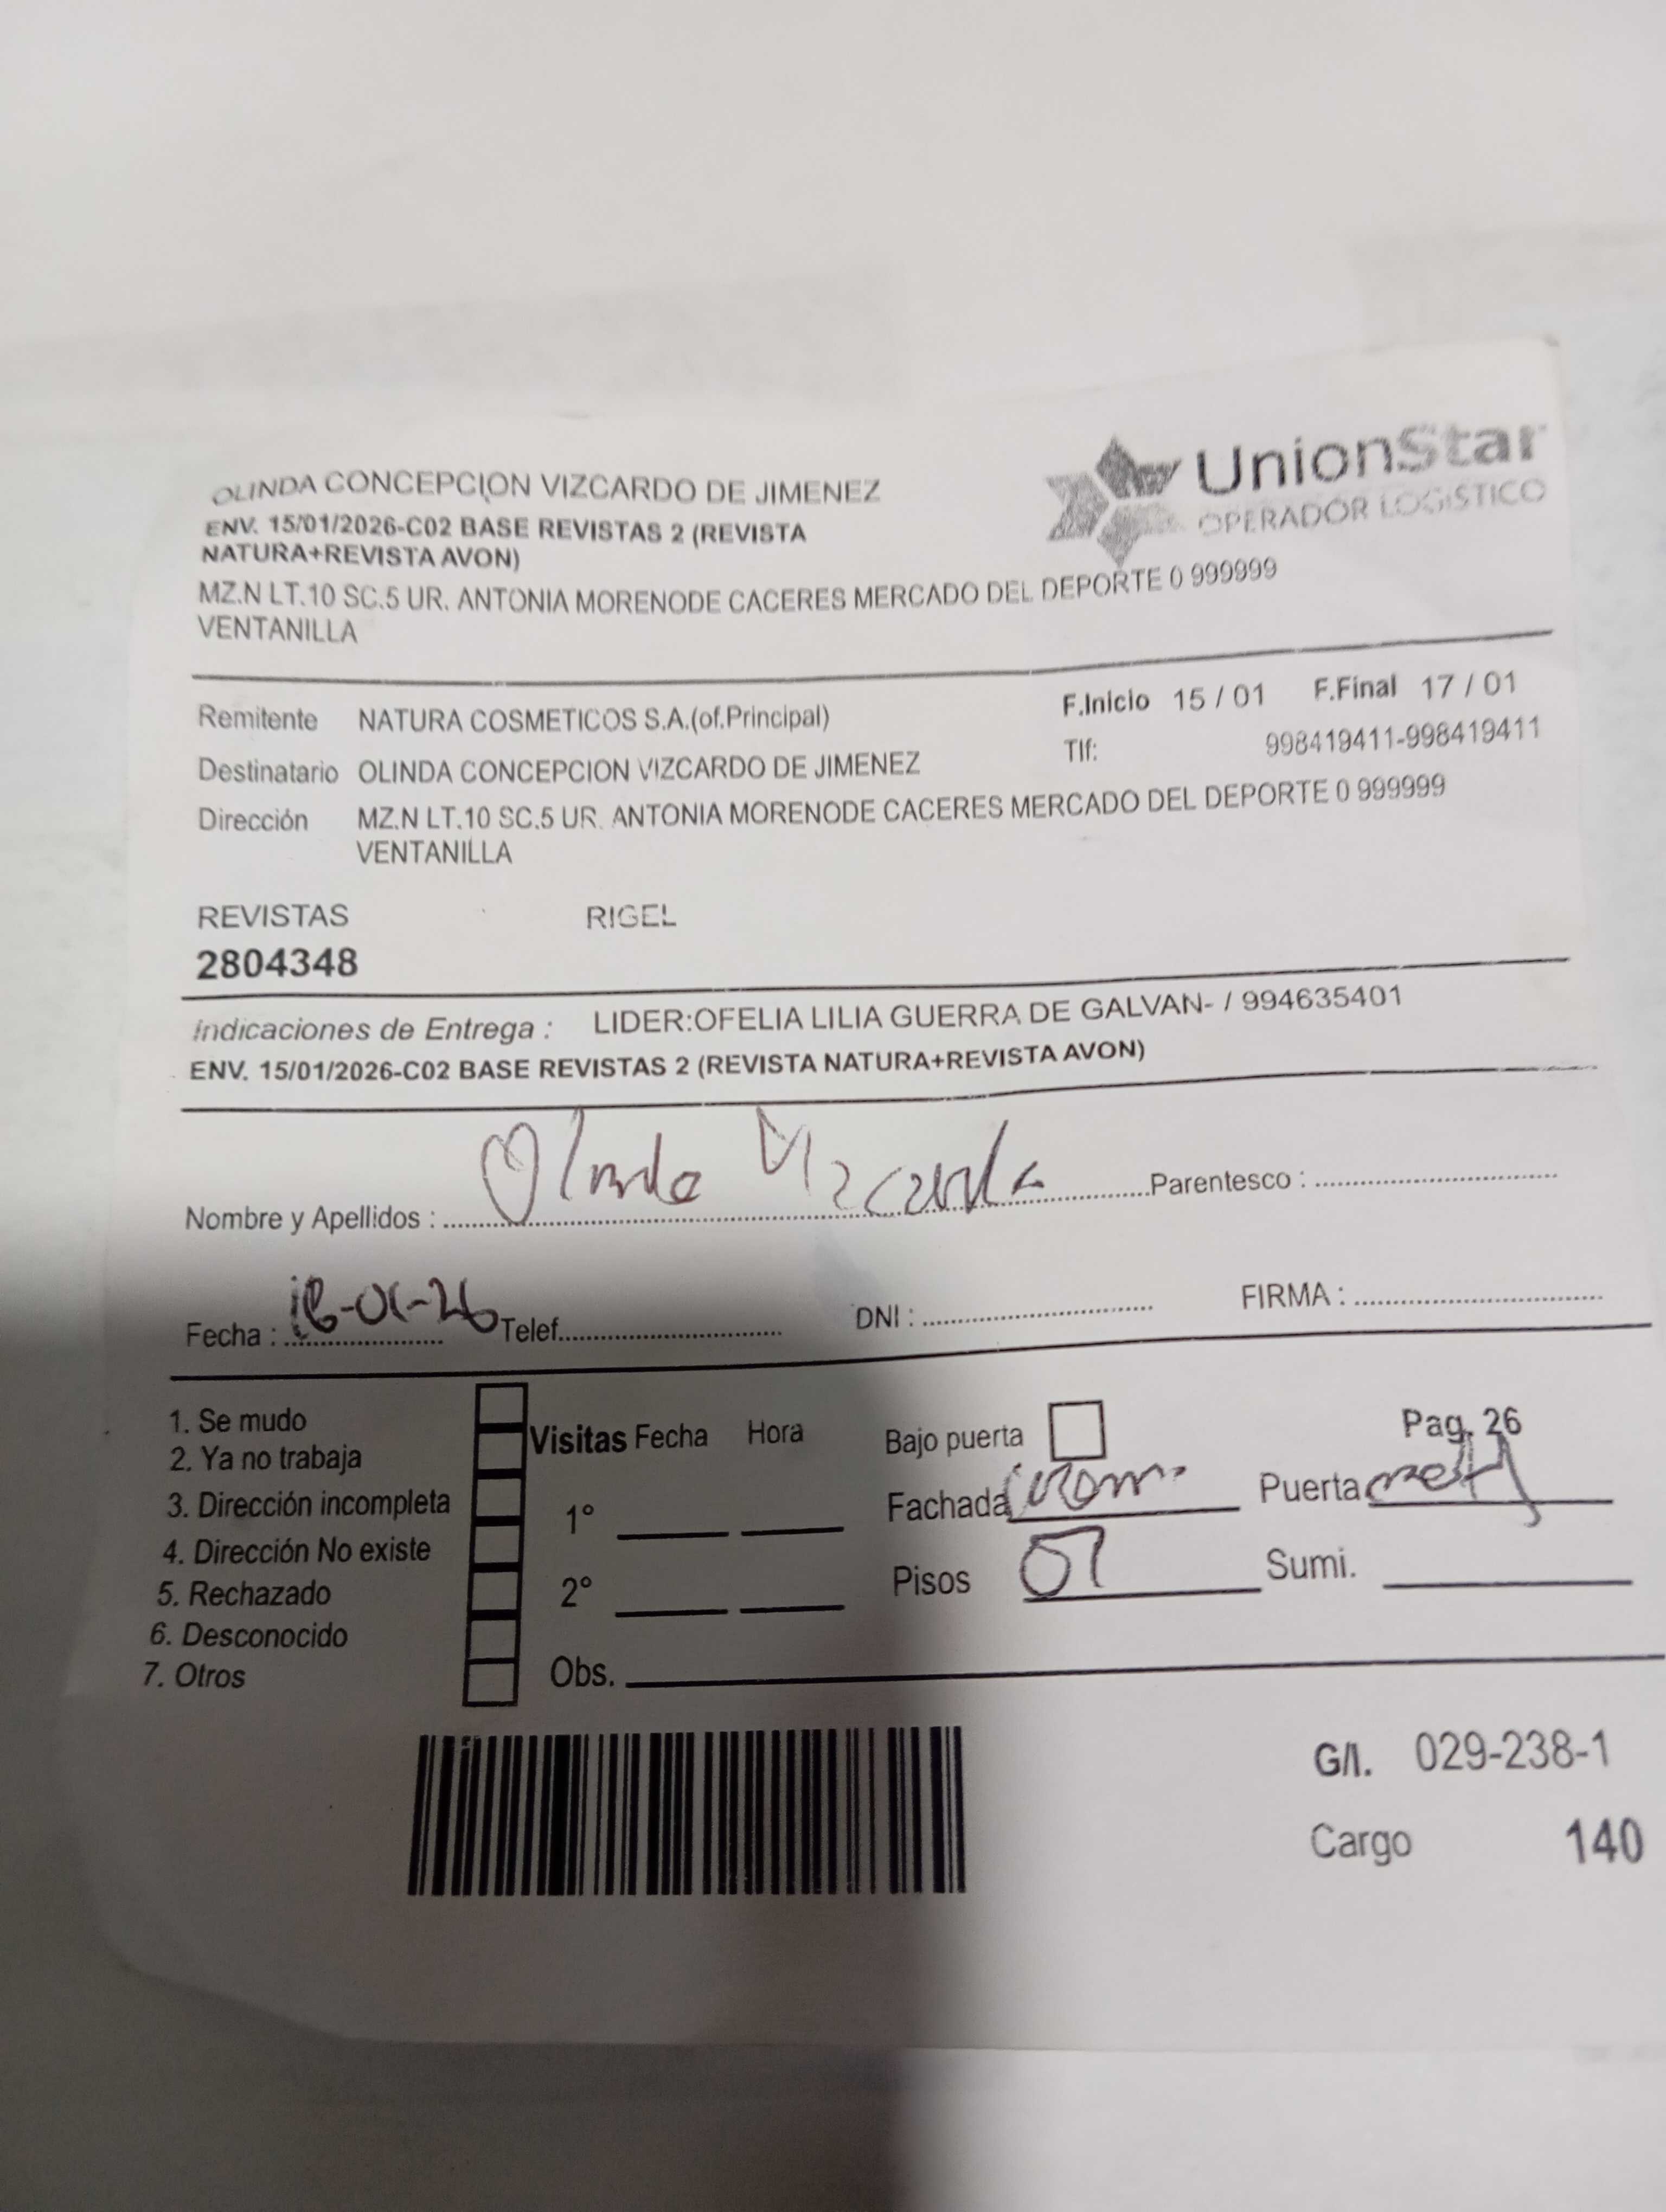 UnionStar
OPERADOR LOGISTICO
OLINDA CONCEPCION VIZCARDO DE JIMENEZ
ENV. 15/01/2026-C02 BASE REVISTAS 2 (REVISTA
NATURA+REVISTA AVON)
MZ.N LT.10 SC.5 UR. ANTONIA MORENODE CACERES MERCADO DEL DEPORTE 0 999999
VENTANILLA
Remitente NATURA COSMETICOS S.A.(of.Principal) F.Inicio 15 / 01 F.Final 17 / 01
Destinatario OLINDA CONCEPCION VIZCARDO DE JIMENEZ Tlf: 998419411-998419411
Dirección MZ.N LT.10 SC.5 UR. ANTONIA MORENODE CACERES MERCADO DEL DEPORTE 0 999999
VENTANILLA
REVISTAS RIGEL
2804348
Indicaciones de Entrega : LIDER:OFELIA LILIA GUERRA DE GALVAN- / 994635401
ENV. 15/01/2026-C02 BASE REVISTAS 2 (REVISTA NATURA+REVISTA AVON)
Nombre y Apellidos : Olinda Vizcardo Parentesco :
Fecha : Telef. DNI : FIRMA :
1. Se mudo
2. Ya no trabaja
3. Dirección incompleta
4. Dirección No existe
5. Rechazado
6. Desconocido
7. Otros
Visitas Fecha Hora
1°
2°
Obs.
Bajo puerta Pag. 26
Fachada Puerta
Pisos 01 Sumi.
G/I. 029-238-1
Cargo 140